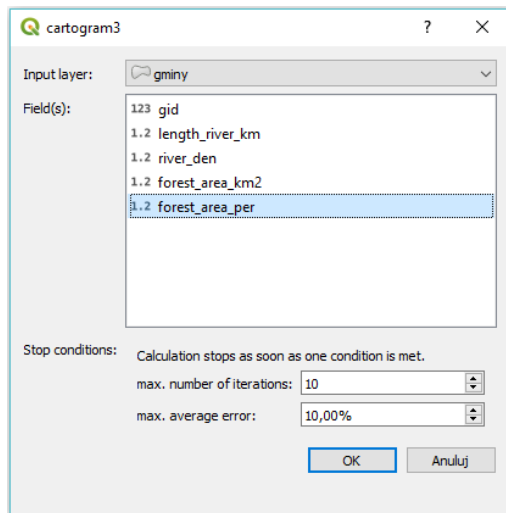 cartogram3
Input layer: gminy
Field(s): 123 gid
1.2 length_river_km
1.2 river_den
1.2 forest_area_km2
1.2 forest_area_per
Stop conditions: Calculation stops as soon as one condition is met.
max. number of iterations: 10
max. average error: 10,00%
OK Anuluj